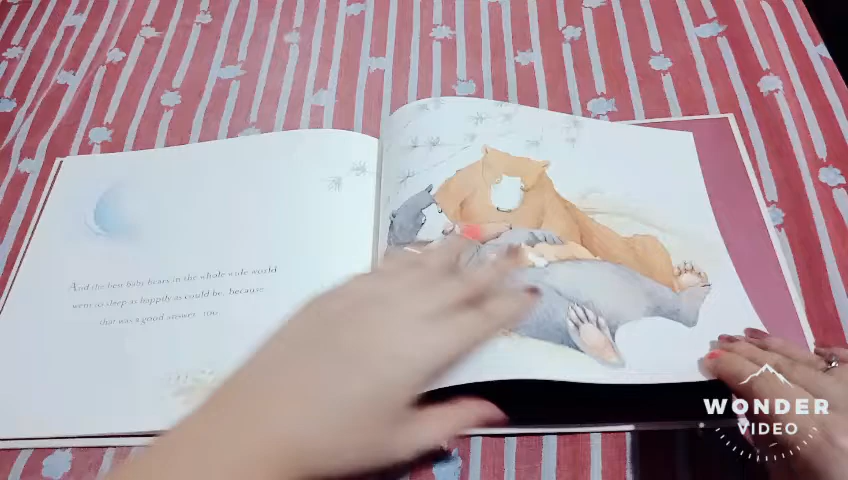 And the best baby bears in the whole wide world
went to sleep as happily as could be, because
that was a good answer, too.
WONDER
VIDEO